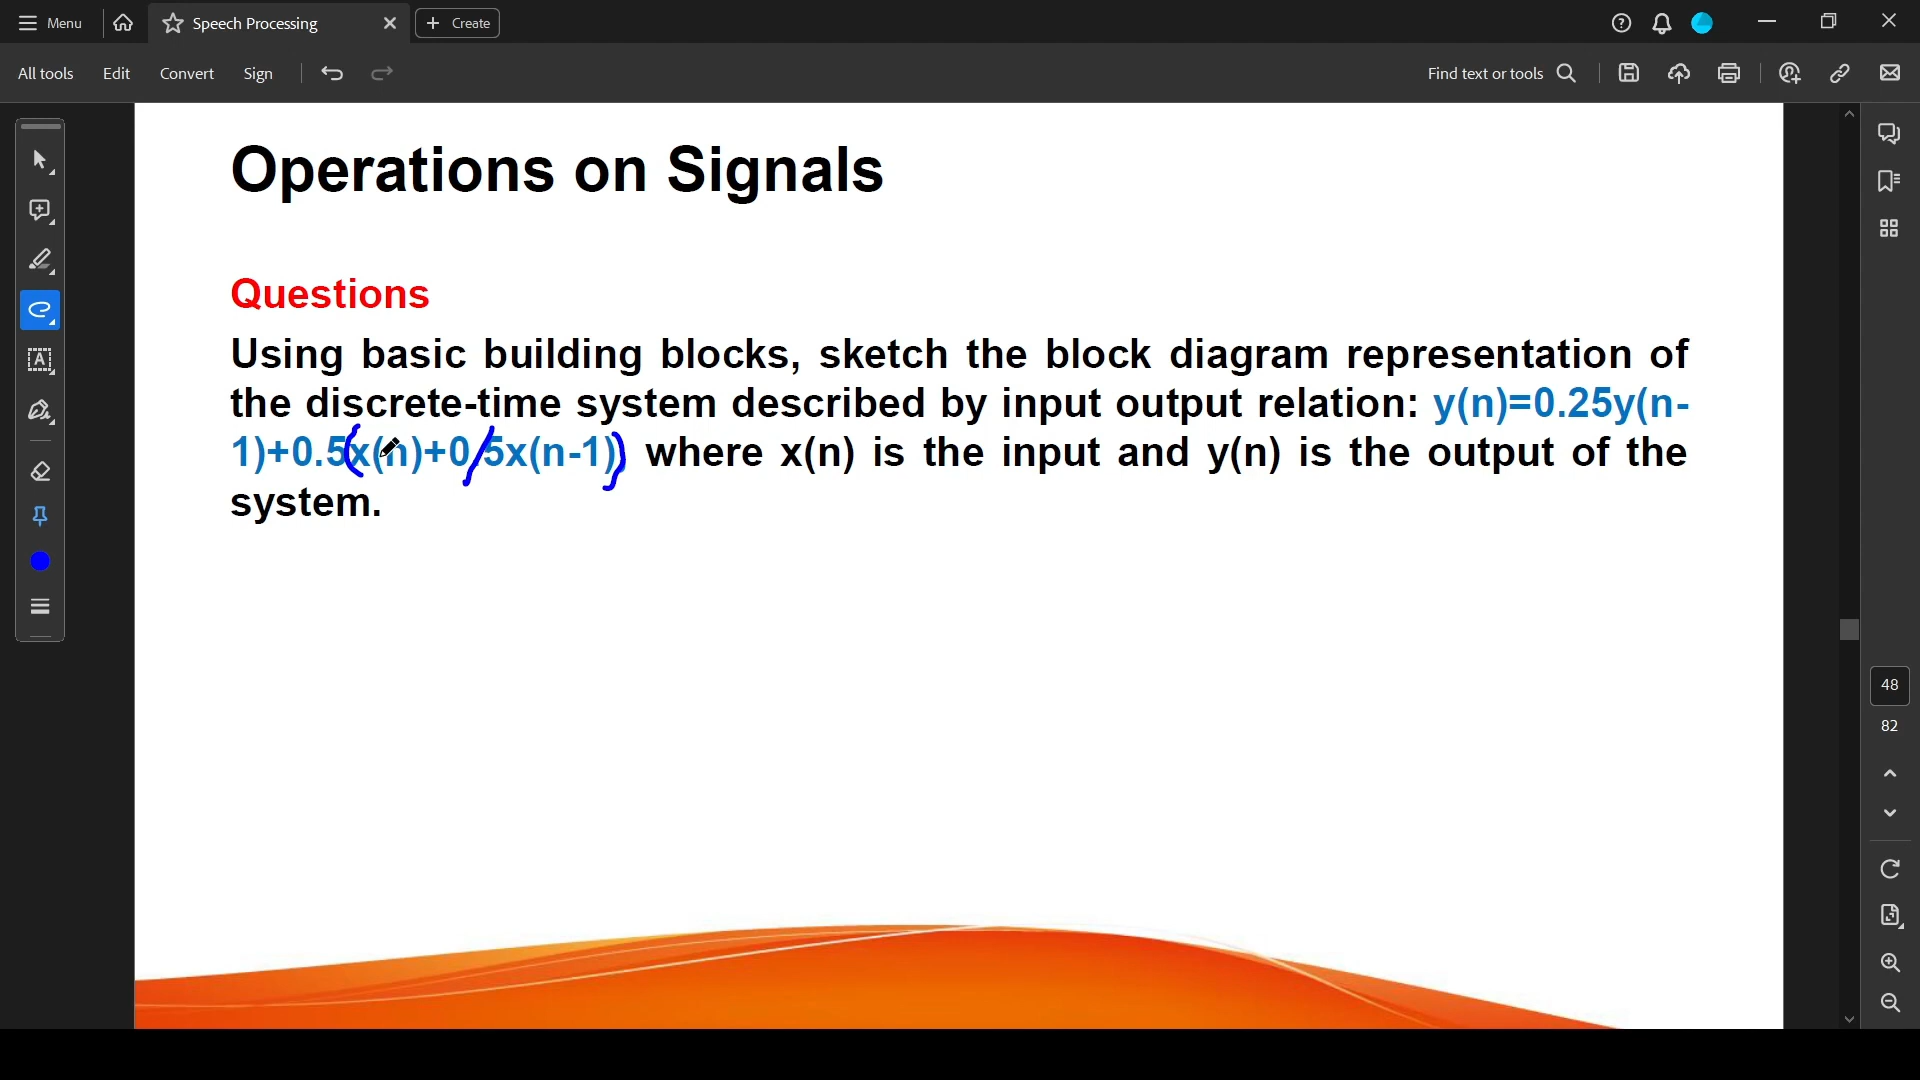 Menu
Speech Processing
Create
All tools
Edit
Convert
Sign
Find text or tools
Operations on Signals
Questions
Using basic building blocks, sketch the block diagram representation of
the discrete-time system described by input output relation: y(n)=0.25y(n-
1)+0.5x(n)+0.5x(n-1), where x(n) is the input and y(n) is the output of the
system.
48
82